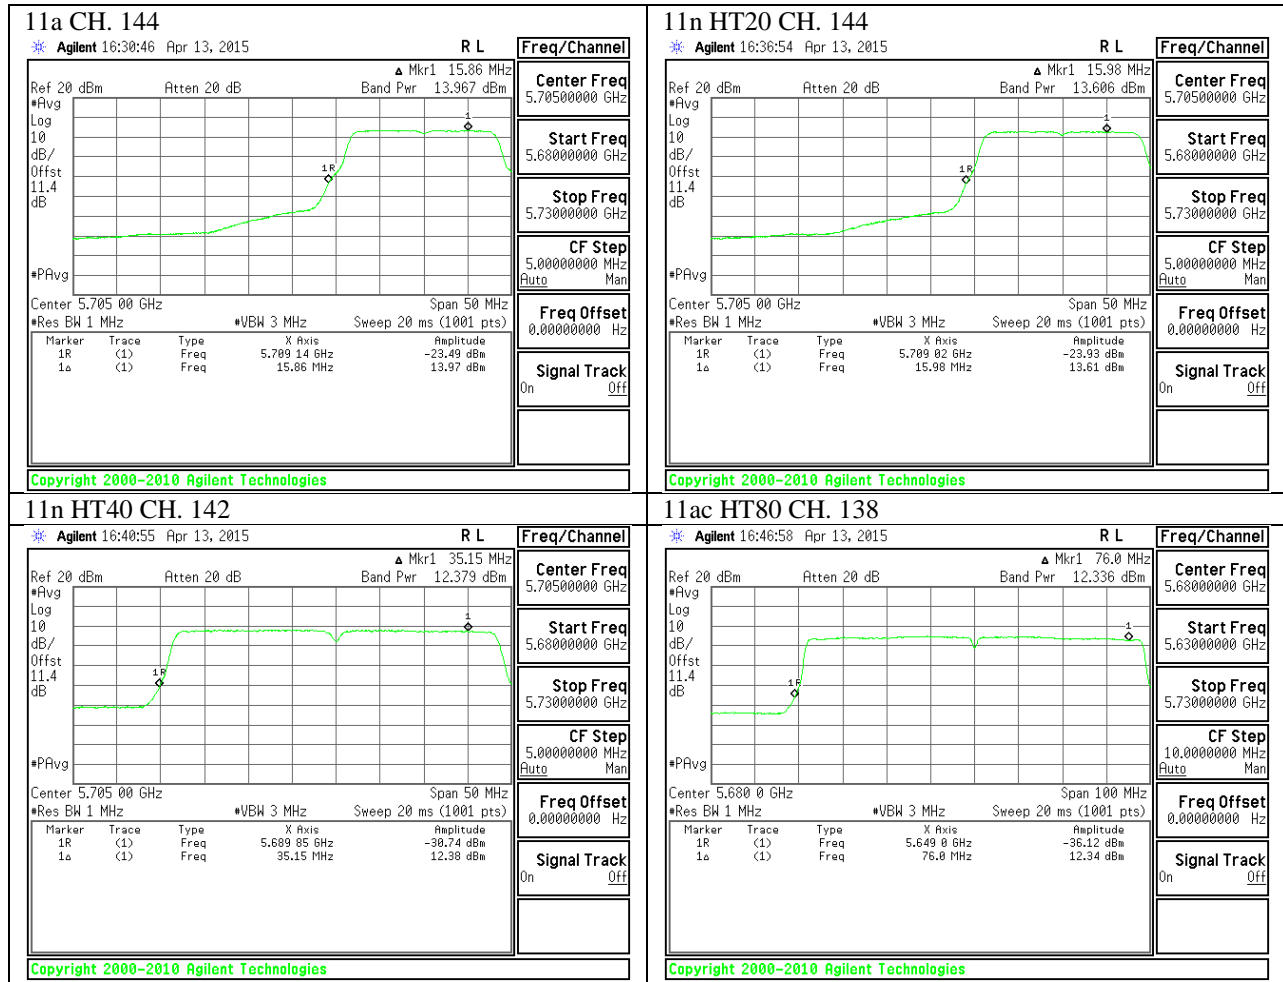 11a CH. 144
Agilent 16:30:46 Apr 13, 2015 R L Freq/Channel
Δ Mkr1 15.86 MHz
Ref 20 dBm Atten 20 dB Band Pwr 13.967 dBm
#Avg
Log
10
dB/
Offst
11.4
dB
#PAvg
1R
1
Center 5.705 00 GHz Span 50 MHz
#Res BW 1 MHz #VBW 3 MHz Sweep 20 ms (1001 pts)
Marker Trace Type X Axis Amplitude
1R (1) Freq 5.709 14 GHz -23.49 dBm
1Δ (1) Freq 15.86 MHz 13.97 dBm
Center Freq
5.70500000 GHz
Start Freq
5.68000000 GHz
Stop Freq
5.73000000 GHz
CF Step
5.00000000 MHz
Auto Man
Freq Offset
0.00000000 Hz
Signal Track
On Off
Copyright 2000-2010 Agilent Technologies
11n HT20 CH. 144
Agilent 16:36:54 Apr 13, 2015 R L Freq/Channel
Δ Mkr1 15.98 MHz
Ref 20 dBm Atten 20 dB Band Pwr 13.606 dBm
#Avg
Log
10
dB/
Offst
11.4
dB
#PAvg
1R
1
Center 5.705 00 GHz Span 50 MHz
#Res BW 1 MHz #VBW 3 MHz Sweep 20 ms (1001 pts)
Marker Trace Type X Axis Amplitude
1R (1) Freq 5.709 02 GHz -23.93 dBm
1Δ (1) Freq 15.98 MHz 13.61 dBm
Center Freq
5.70500000 GHz
Start Freq
5.68000000 GHz
Stop Freq
5.73000000 GHz
CF Step
5.00000000 MHz
Auto Man
Freq Offset
0.00000000 Hz
Signal Track
On Off
Copyright 2000-2010 Agilent Technologies
11n HT40 CH. 142
Agilent 16:40:55 Apr 13, 2015 R L Freq/Channel
Δ Mkr1 35.15 MHz
Ref 20 dBm Atten 20 dB Band Pwr 12.379 dBm
#Avg
Log
10
dB/
Offst
11.4
dB
#PAvg
1R
1
Center 5.705 00 GHz Span 50 MHz
#Res BW 1 MHz #VBW 3 MHz Sweep 20 ms (1001 pts)
Marker Trace Type X Axis Amplitude
1R (1) Freq 5.689 85 GHz -30.74 dBm
1Δ (1) Freq 35.15 MHz 12.38 dBm
Center Freq
5.70500000 GHz
Start Freq
5.68000000 GHz
Stop Freq
5.73000000 GHz
CF Step
5.00000000 MHz
Auto Man
Freq Offset
0.00000000 Hz
Signal Track
On Off
Copyright 2000-2010 Agilent Technologies
11ac HT80 CH. 138
Agilent 16:46:58 Apr 13, 2015 R L Freq/Channel
Δ Mkr1 76.0 MHz
Ref 20 dBm Atten 20 dB Band Pwr 12.336 dBm
#Avg
Log
10
dB/
Offst
11.4
dB
#PAvg
1R
1
Center 5.680 0 GHz Span 100 MHz
#Res BW 1 MHz #VBW 3 MHz Sweep 20 ms (1001 pts)
Marker Trace Type X Axis Amplitude
1R (1) Freq 5.649 0 GHz -36.12 dBm
1Δ (1) Freq 76.0 MHz 12.34 dBm
Center Freq
5.68000000 GHz
Start Freq
5.63000000 GHz
Stop Freq
5.73000000 GHz
CF Step
10.0000000 MHz
Auto Man
Freq Offset
0.00000000 Hz
Signal Track
On Off
Copyright 2000-2010 Agilent Technologies